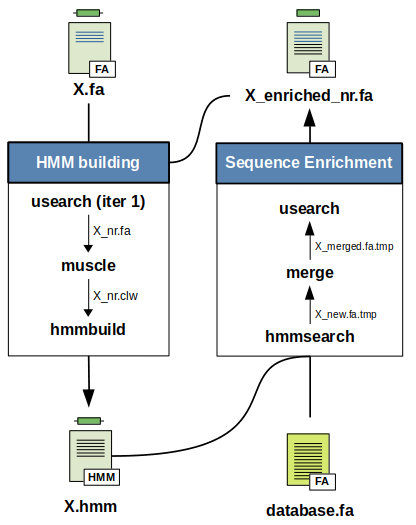 FA
X.fa
FA
X_enriched_nr.fa
HMM building
usearch (iter 1)
X_nr.fa
muscle
X_nr.clw
hmmbuild
Sequence Enrichment
usearch
X_merged.fa.tmp
merge
X_new.fa.tmp
hmmsearch
HMM
X.hmm
FA
database.fa